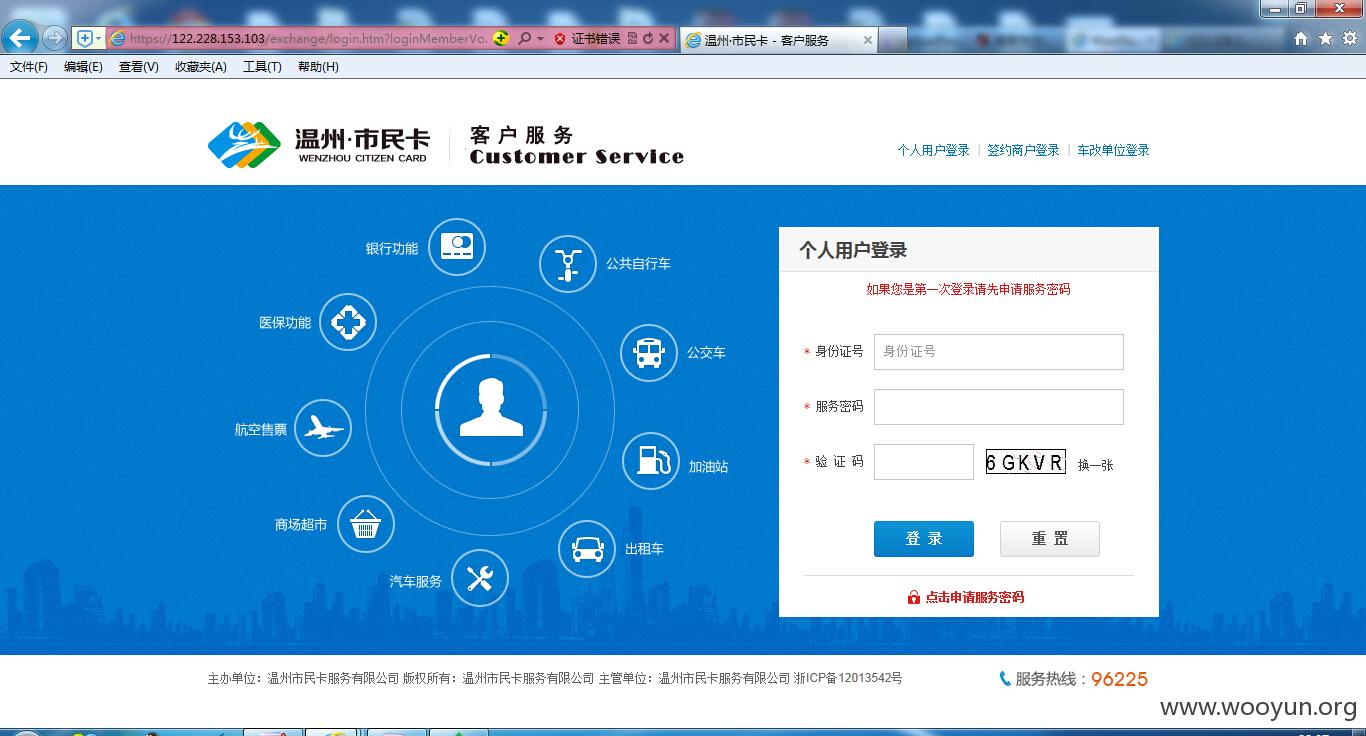 https://122.228.153.103/exchange/login.htm?loginMemberVo. 证书错误 温州·市民卡 - 客户服务
文件(F) 编辑(E) 查看(V) 收藏夹(A) 工具(T) 帮助(H)
温州·市民卡
WENZHOU CITIZEN CARD
客户服务
Customer Service
个人用户登录 | 签约商户登录 | 车改单位登录
银行功能
公共自行车
医保功能
公交车
航空售票
加油站
商场超市
出租车
汽车服务
个人用户登录
如果您是第一次登录请先申请服务密码
* 身份证号 身份证号
* 服务密码
* 验 证 码 6GKVR 换一张
登 录 重 置
点击申请服务密码
主办单位：温州市民卡服务有限公司 版权所有：温州市民卡服务有限公司 主管单位：温州市民卡服务有限公司 浙ICP备12013542号
服务热线：96225
www.wooyun.org